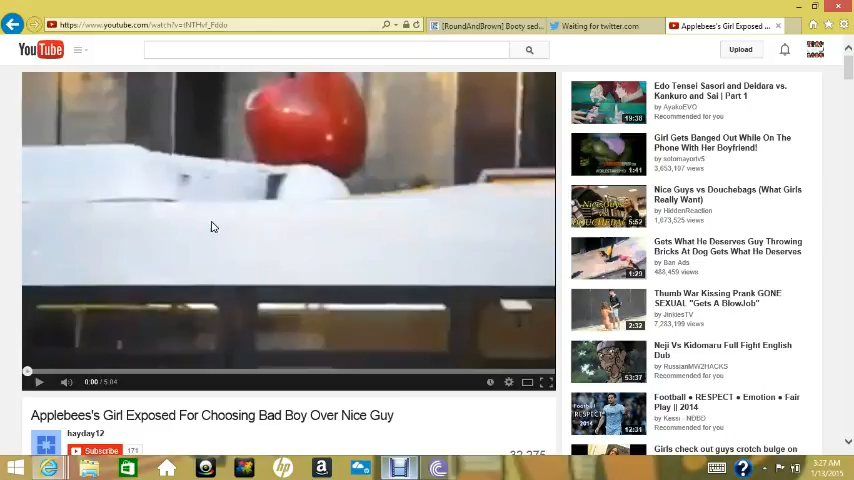 https://www.youtube.com/watch?v=tNTHvf_Fddo
[RoundAndBrown] Booty sed...
Waiting for twitter.com
Applebees's Girl Exposed ...
YouTube
Upload
0:00 / 5:04
Applebees's Girl Exposed For Choosing Bad Boy Over Nice Guy
hayday12
Subscribe 171
Edo Tensei Sasori and Deidara vs.
Kankuro and Sai | Part 1
by AyakoEVO
Recommended for you
19:38
Girl Gets Banged Out While On The
Phone With Her Boyfriend!
by sotomayortv5
3,653,107 views
1:41
Nice Guys vs Douchebags (What Girls
Really Want)
by HiddenReaction
1,073,525 views
5:52
Gets What He Deserves Guy Throwing
Bricks At Dog Gets What He Deserves
by Ban Ads
488,459 views
1:29
Thumb War Kissing Prank GONE
SEXUAL "Gets A BlowJob"
by JinkiesTV
7,283,199 views
2:32
Neji Vs Kidomaru Full Fight English
Dub
by RussianMW2HACKS
Recommended for you
53:37
Football ● RESPECT ● Emotion ● Fair
Play || 2014
by Kessi - NDBD
Recommended for you
12:31
Girls check out guys crotch bulge on
3:27 AM
1/13/2015